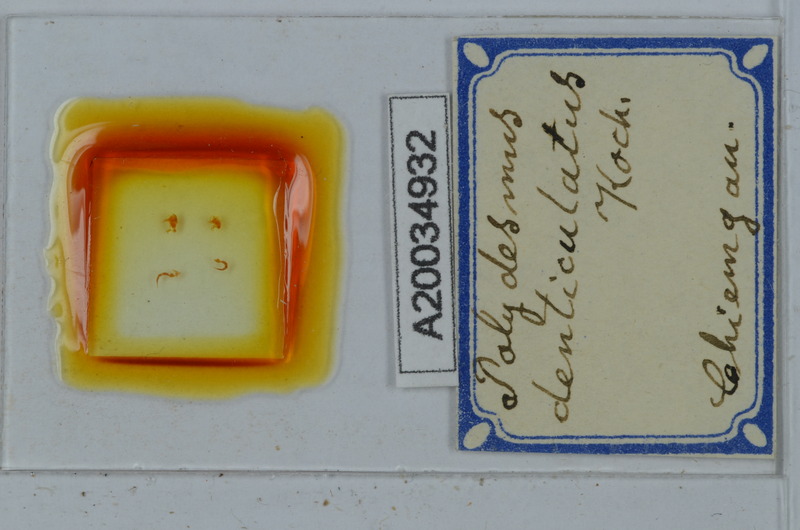 A20034932
Polydesmus
denticulatus
Koch.
Chiemgau.